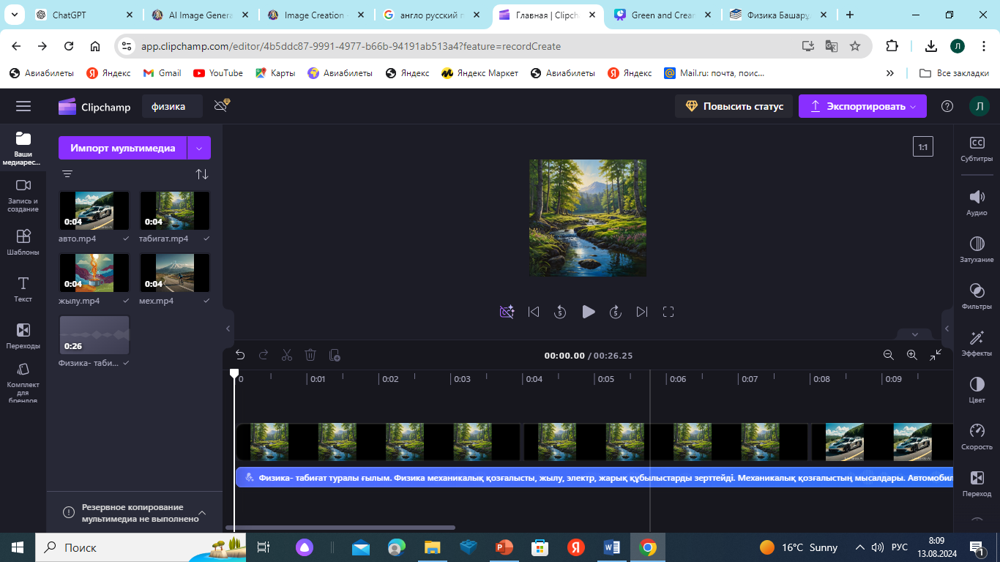 ChatGPT
AI Image Genera
Image Creation -
англо русский п
Главная | Clipch
Green and Crea
Физика Башару
app.clipchamp.com/editor/4b5ddc87-9991-4977-b66b-94191ab513a4?feature=recordCreate
Л
Авиабилеты
Яндекс
Gmail
YouTube
Карты
Авиабилеты
Яндекс
Яндекс Маркет
Авиабилеты
Яндекс
Mail.ru: почта, поис...
Все закладки
Clipchamp
физика
Повысить статус
Экспортировать
Л
Ваши
медиарес...
Запись и
создание
Шаблоны
Текст
Переходы
Комплект
для
брендов
Импорт мультимедиа
0:04
авто.mp4
0:04
табигат.mp4
0:04
жылу.mp4
0:04
мех.mp4
0:26
Физика- таби...
Резервное копирование
мультимедиа не выполнено
1:1
5
5
Субтитры
Аудио
Затухание
Фильтры
Эффекты
Цвет
Скорость
Переход
00:00.00 / 00:26.25
0
0:01
0:02
0:03
0:04
0:05
0:06
0:07
0:08
0:09
Физика- табиғат туралы ғылым. Физика механикалық қозғалысты, жылу, электр, жарық құбылыстарды зерттейді. Механикалық қозғалыстың мысалдары. Автомобил
Поиск
16°C Sunny
РУС
8:09
13.08.2024
1